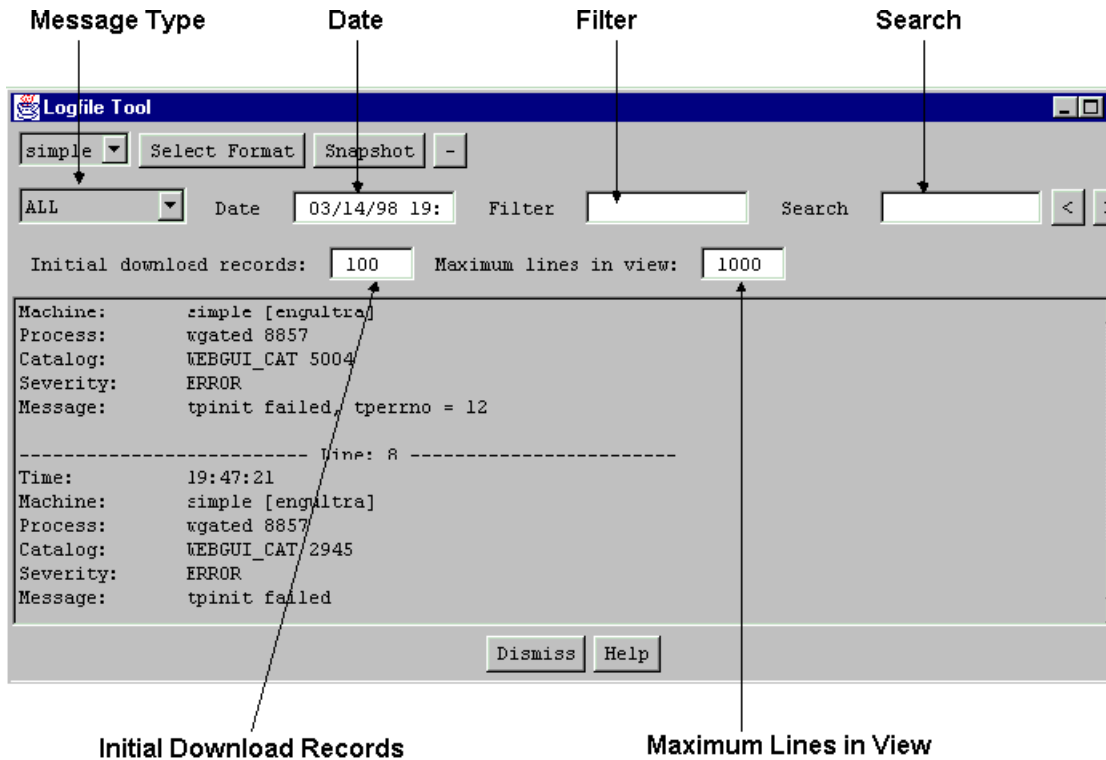 Message Type Date Filter Search
Logfile Tool
simple Select Format Snapshot -
ALL Date 03/14/98 19: Filter Search <
Initial download records: 100 Maximum lines in view: 1000
Machine: simple [engultra]
Process: wgated 8857
Catalog: WEBGUI_CAT 5004
Severity: ERROR
Message: tpinit failed, tperrno = 12
-------------------------- Line: 8 ------------------------
Time: 19:47:21
Machine: simple [engultra]
Process: wgated 8857
Catalog: WEBGUI_CAT 2945
Severity: ERROR
Message: tpinit failed
Dismiss Help
Initial Download Records Maximum Lines in View